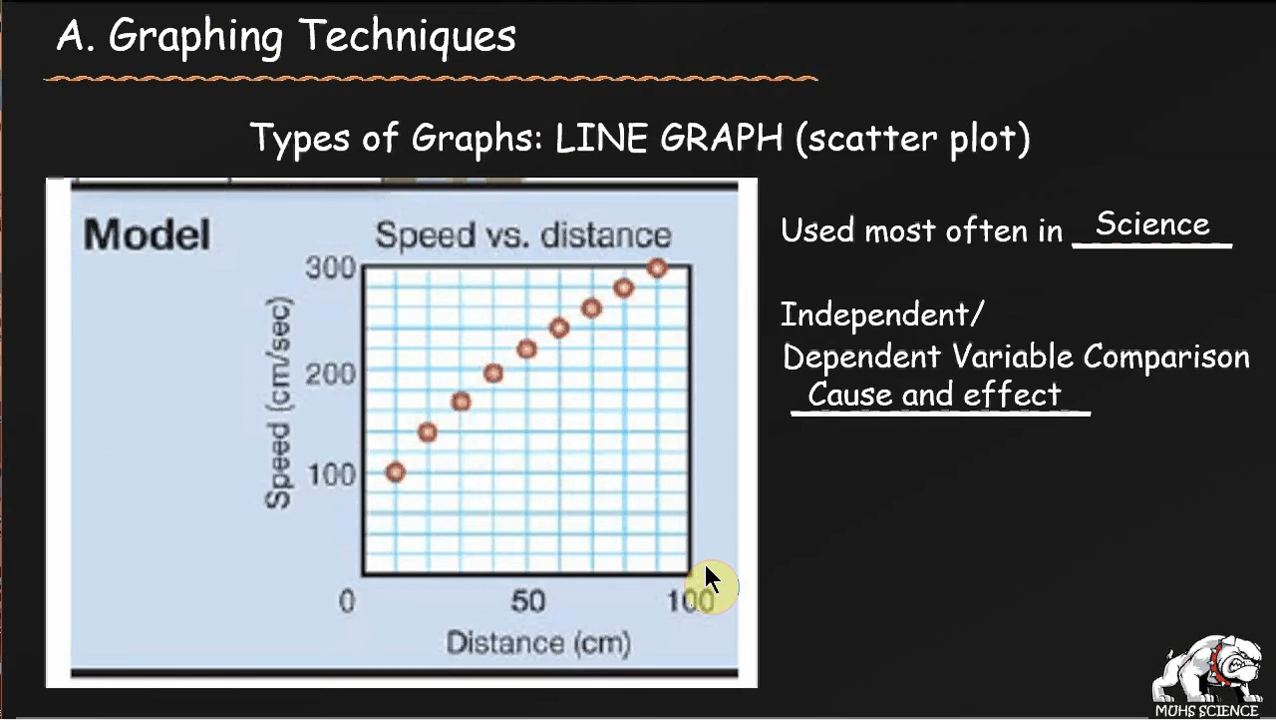 A. Graphing Techniques
Types of Graphs: LINE GRAPH (scatter plot)
Model
Speed vs. distance
300
200
100
Speed (cm/sec)
0
50
100
Distance (cm)
Used most often in Science
Independent/
Dependent Variable Comparison
Cause and effect
MUHS SCIENCE